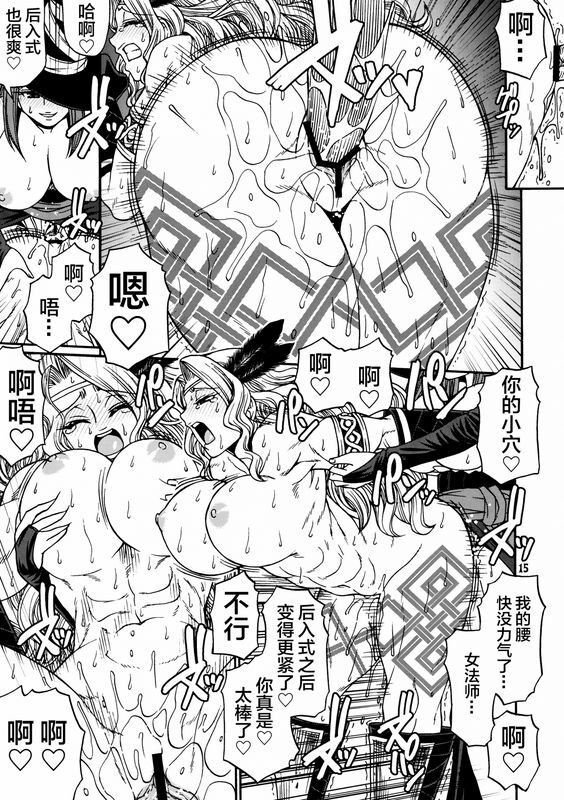 啊…
哈啊♡
后入式
也很爽♡
啊♡
唔…
嗯♡
啊♡
啊♡
啊唔♡
你的小穴♡
不行
后入式之后
变得更紧了♡
你真是
太棒了♡
我的腰
快没力气了…
女法师…
啊♡
啊♡
啊♡
15